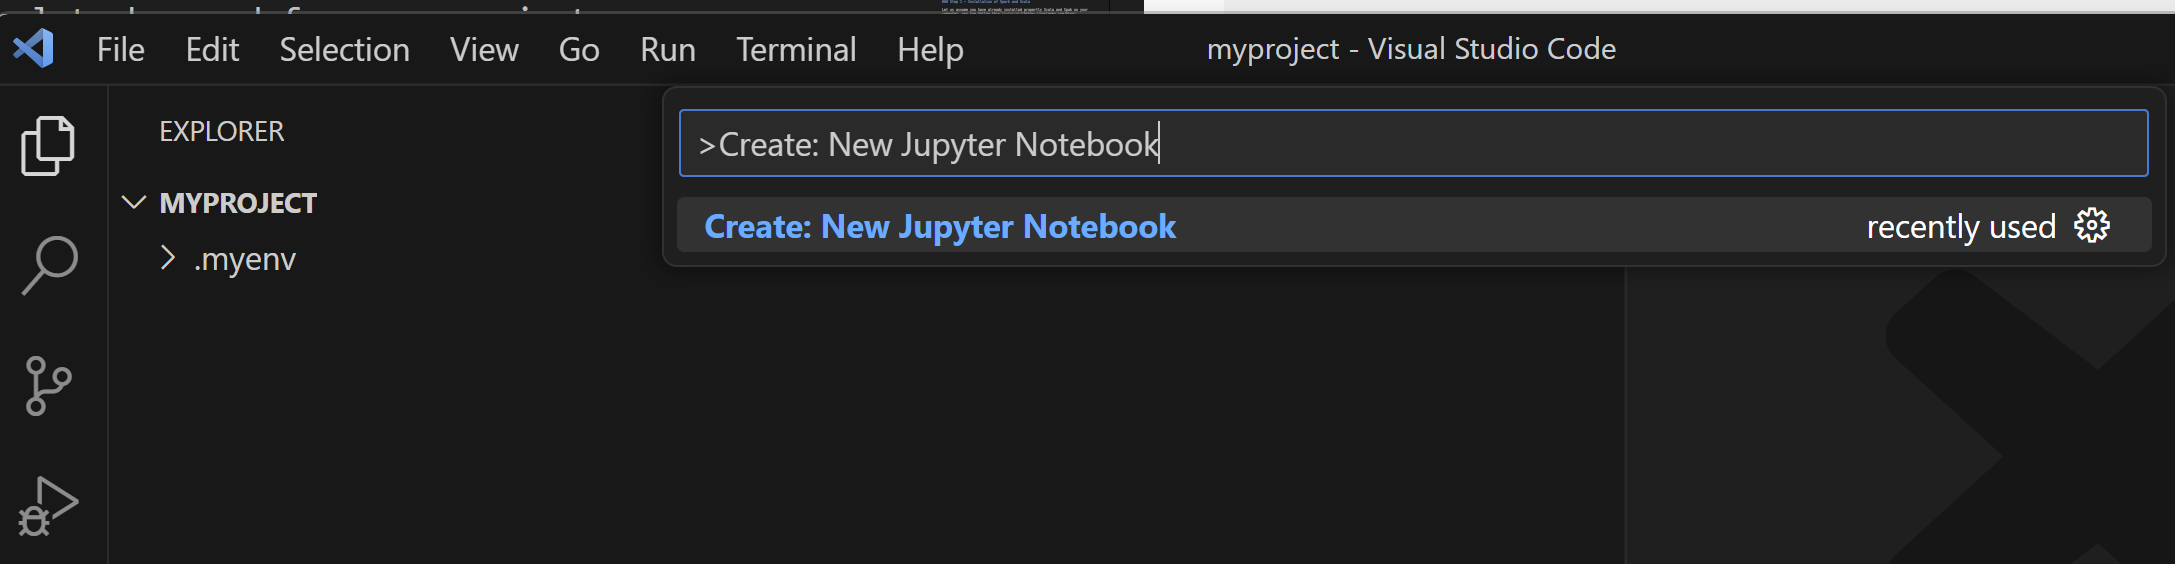 File Edit Selection View Go Run Terminal Help myproject - Visual Studio Code
EXPLORER
>Create: New Jupyter Notebook
MYPROJECT
Create: New Jupyter Notebook recently used
.myenv